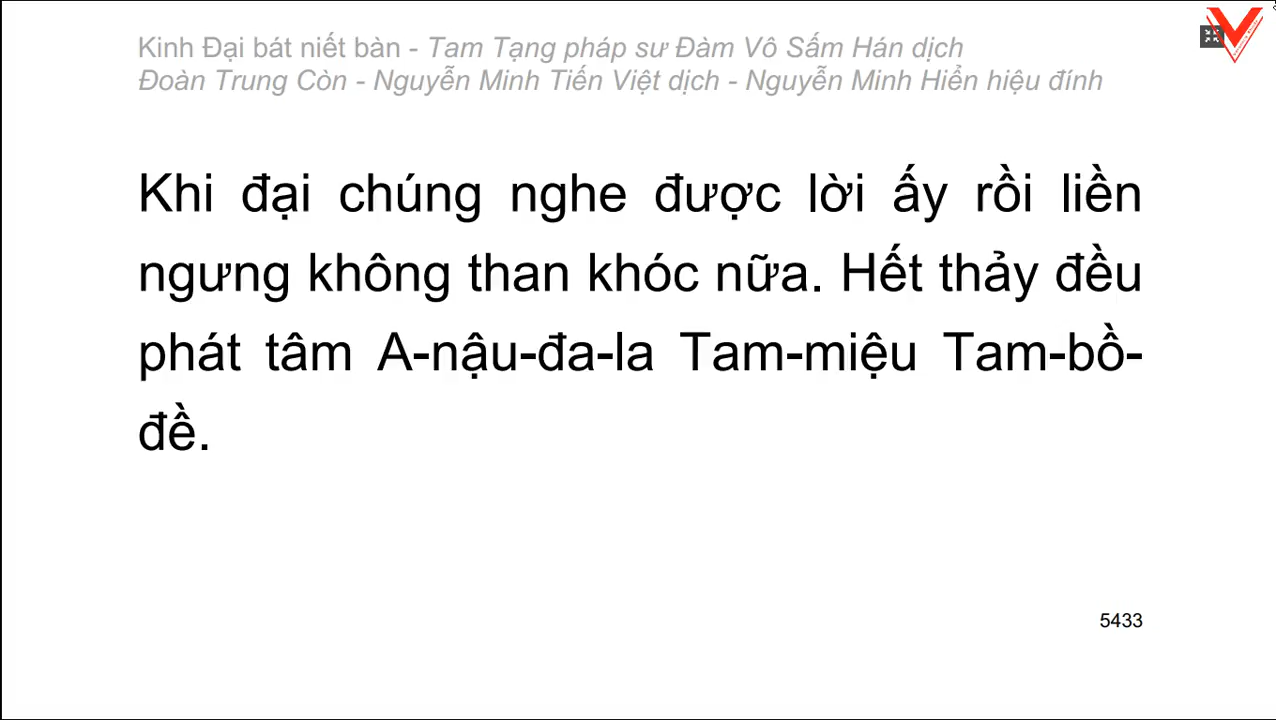 Kinh Đại bát niết bàn - Tam Tạng pháp sư Đàm Vô Sấm Hán dịch
Đoàn Trung Còn - Nguyễn Minh Tiến Việt dịch - Nguyễn Minh Hiển hiệu đính
Khi đại chúng nghe được lời ấy rồi liền
ngưng không than khóc nữa. Hết thảy đều
phát tâm A-nậu-đa-la Tam-miệu Tam-bồ-
đề.
5433